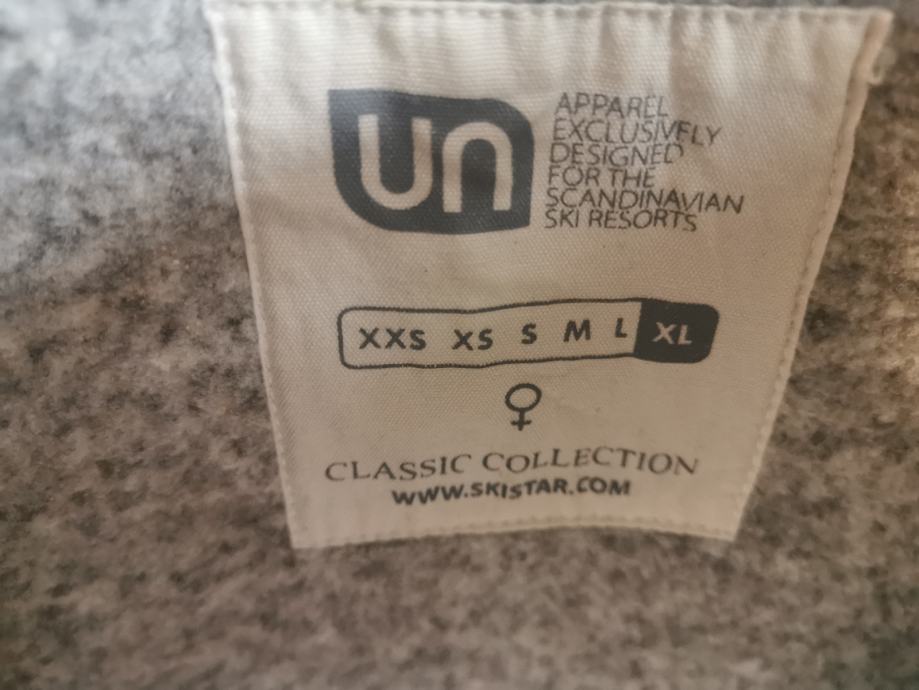 un
APPAREL
EXCLUSIVELY
DESIGNED
FOR THE
SCANDINAVIAN
SKI RESORTS
XXS XS S M L XL
CLASSIC COLLECTION
WWW.SKISTAR.COM